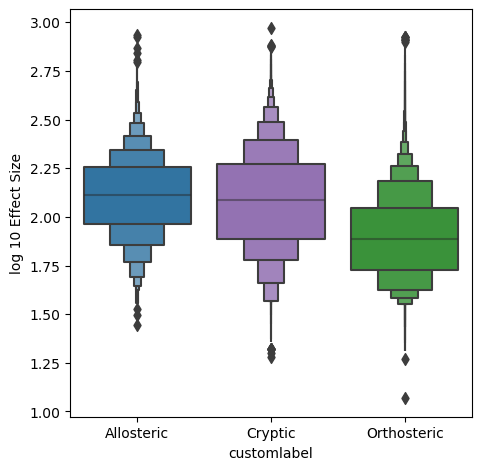 3.00
2.75
2.50
2.25
2.00
1.75
1.50
1.25
1.00
log 10 Effect Size
Allosteric
Cryptic
Orthosteric
customlabel